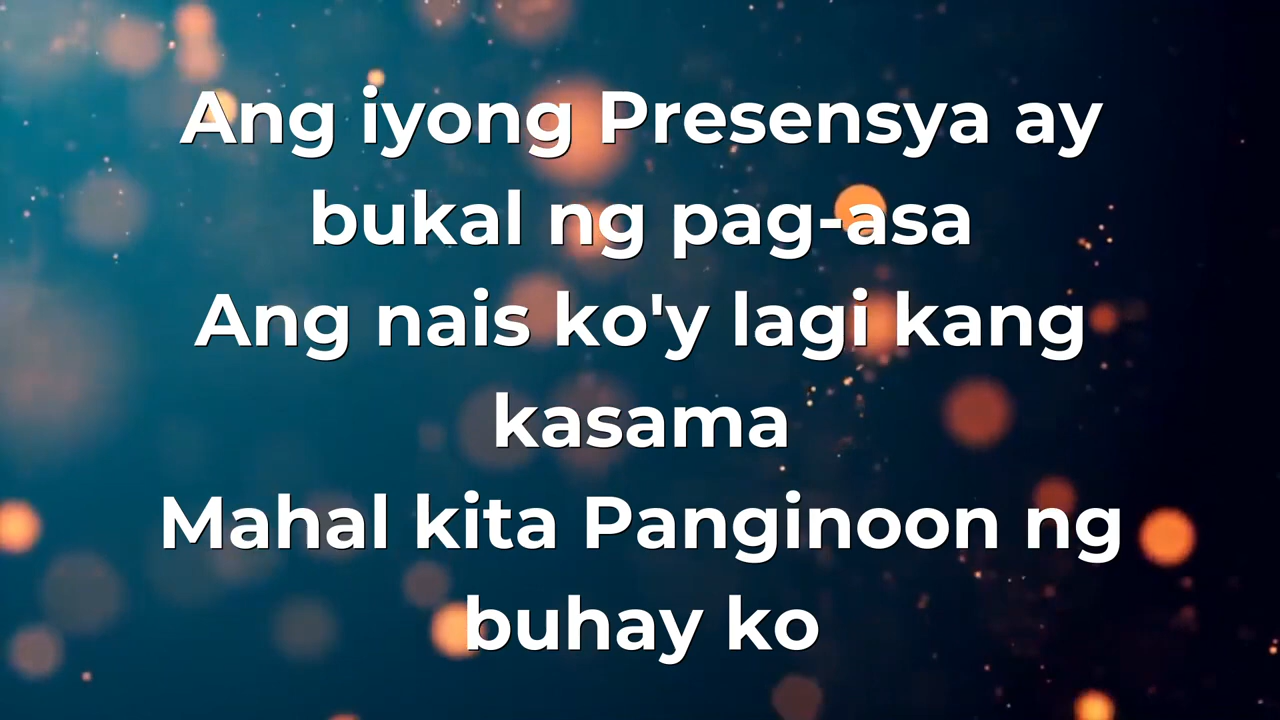 Ang iyong Presensya ay
bukal ng pag-asa
Ang nais ko'y lagi kang
kasama
Mahal kita Panginoon ng
buhay ko